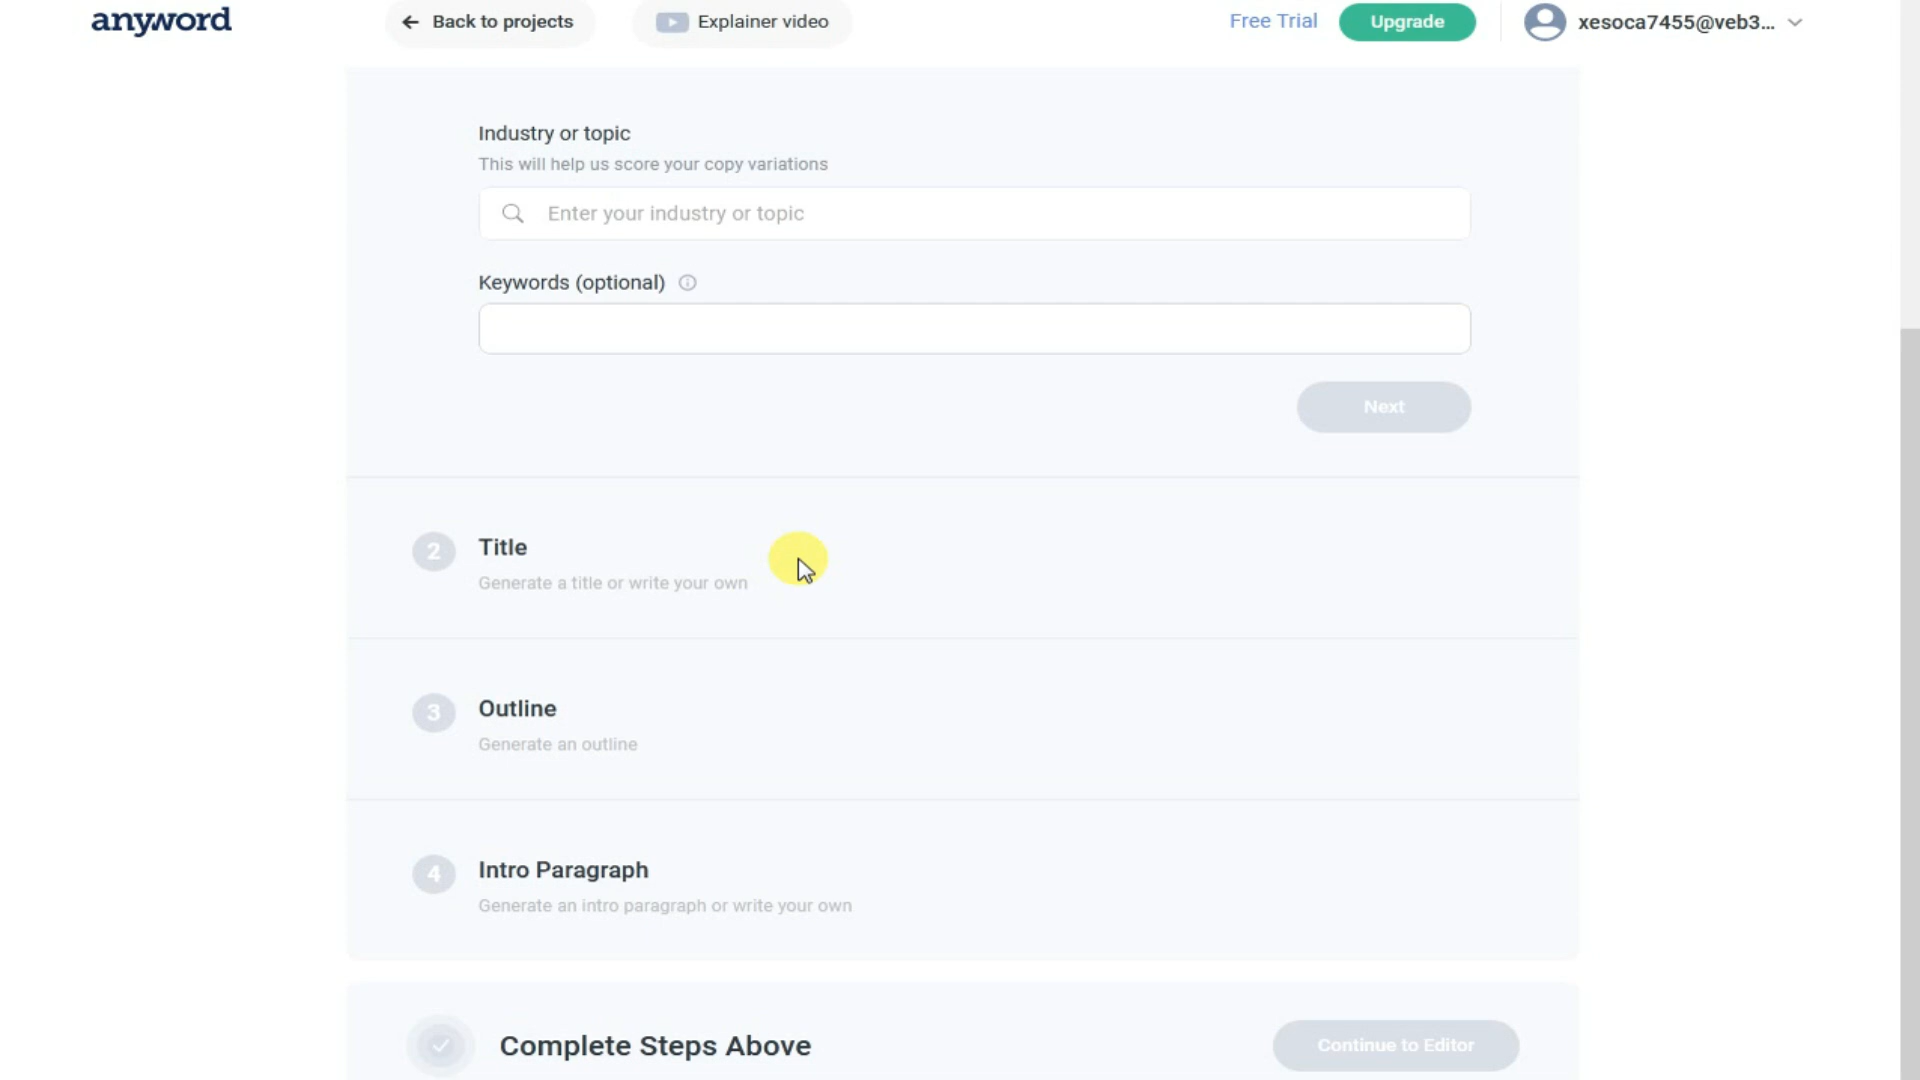 anyword
Back to projects
Explainer video
Free Trial
Upgrade
xesoca7455@veb3...
Industry or topic
This will help us score your copy variations
Enter your industry or topic
Keywords (optional)
Next
2
Title
Generate a title or write your own
3
Outline
Generate an outline
4
Intro Paragraph
Generate an intro paragraph or write your own
Complete Steps Above
Continue to Editor